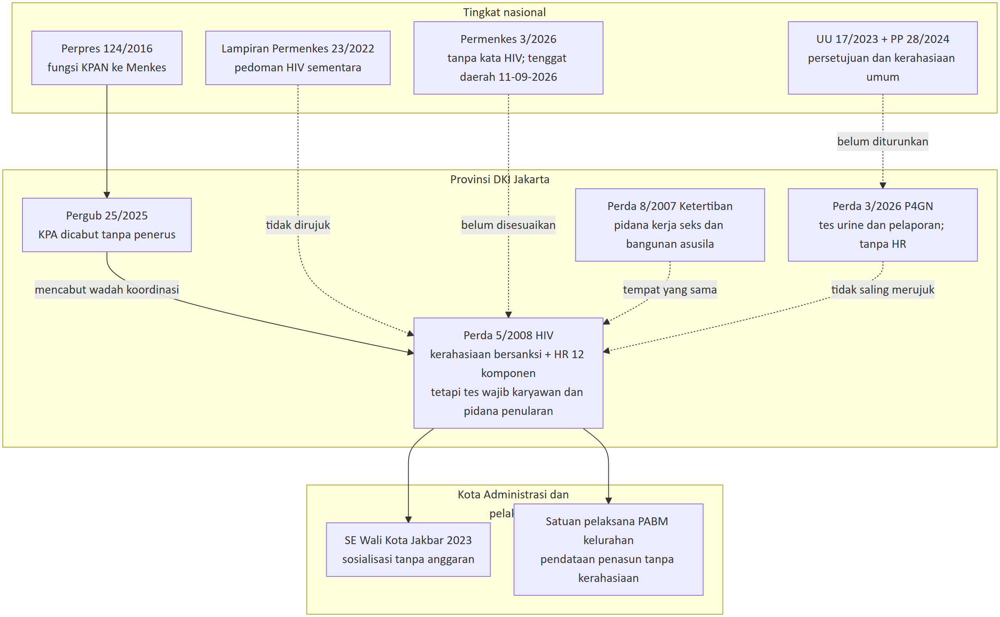 Tingkat nasional
Perpres 124/2016
fungsi KPAN ke Menkes
Lampiran Permenkes 23/2022
pedoman HIV sementara
Permenkes 3/2026
tanpa kata HIV; tenggat
daerah 11-09-2026
UU 17/2023 + PP 28/2024
persetujuan dan kerahasiaan
umum
belum diturunkan
Provinsi DKI Jakarta
Pergub 25/2025
KPA dicabut tanpa penerus
tidak dirujuk
belum disesuaikan
Perda 8/2007 Ketertiban
pidana kerja seks dan
bangunan asusila
Perda 3/2026 P4GN
tes urine dan pelaporan;
tanpa HR
mencabut wadah koordinasi
tempat yang sama
tidak saling merujuk
Perda 5/2008 HIV
kerahasiaan bersanksi + HR 12
komponen
tetapi tes wajib karyawan dan
pidana penularan
Kota Administrasi dan
SE Wali Kota Jakbar 2023
sosialisasi tanpa anggaran
Satuan pelaksana PABM
kelurahan
pendataan penasun tanpa
kerahasiaan